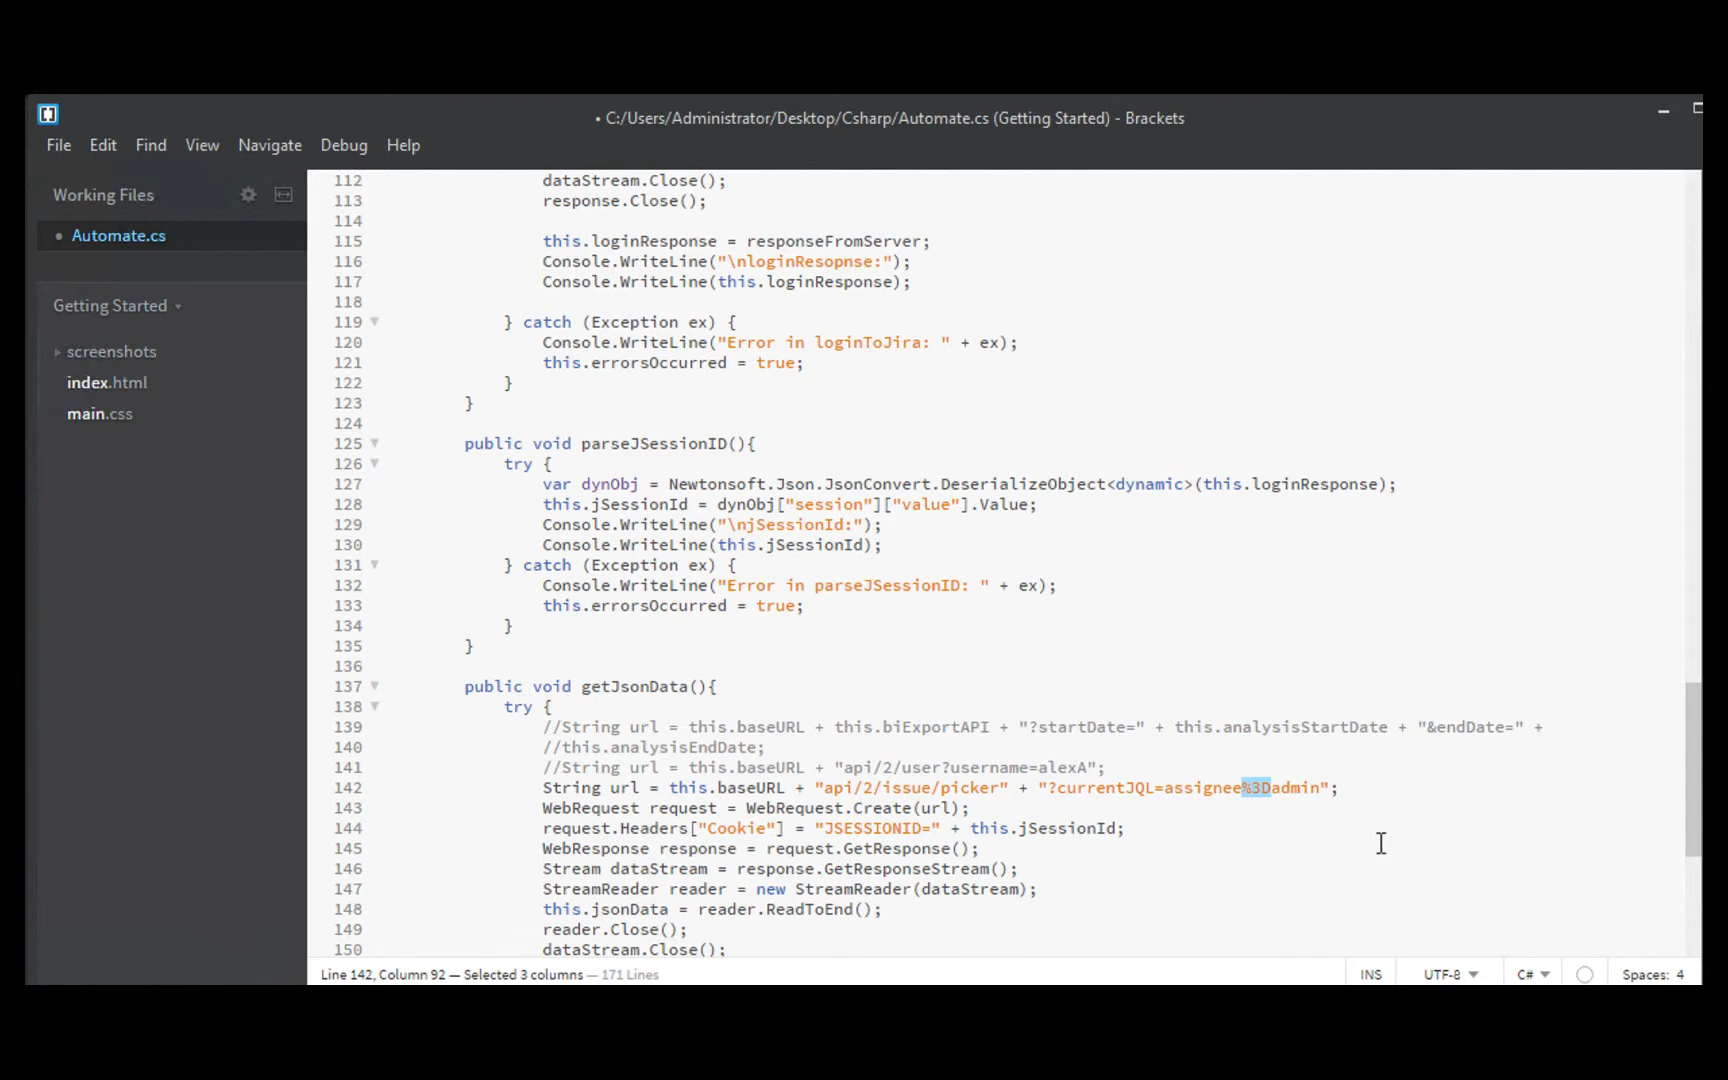 • C:/Users/Administrator/Desktop/Csharp/Automate.cs (Getting Started) - Brackets
File Edit Find View Navigate Debug Help
Working Files
• Automate.cs
Getting Started
screenshots
index.html
main.css
112 dataStream.Close();
113 response.Close();
114
115 this.loginResponse = responseFromServer;
116 Console.WriteLine("\nloginResopnse:");
117 Console.WriteLine(this.loginResponse);
118
119 } catch (Exception ex) {
120 Console.WriteLine("Error in loginToJira: " + ex);
121 this.errorsOccurred = true;
122 }
123 }
124
125 public void parseJSessionID(){
126 try {
127 var dynObj = Newtonsoft.Json.JsonConvert.DeserializeObject<dynamic>(this.loginResponse);
128 this.jSessionId = dynObj["session"]["value"].Value;
129 Console.WriteLine("\njSessionId:");
130 Console.WriteLine(this.jSessionId);
131 } catch (Exception ex) {
132 Console.WriteLine("Error in parseJSessionID: " + ex);
133 this.errorsOccurred = true;
134 }
135 }
136
137 public void getJsonData(){
138 try {
139 //String url = this.baseURL + this.biExportAPI + "?startDate=" + this.analysisStartDate + "&endDate=" +
140 //this.analysisEndDate;
141 //String url = this.baseURL + "api/2/user?username=alexA";
142 String url = this.baseURL + "api/2/issue/picker" + "?currentJQL=assignee%3Dadmin";
143 WebRequest request = WebRequest.Create(url);
144 request.Headers["Cookie"] = "JSESSIONID=" + this.jSessionId;
145 WebResponse response = request.GetResponse();
146 Stream dataStream = response.GetResponseStream();
147 StreamReader reader = new StreamReader(dataStream);
148 this.jsonData = reader.ReadToEnd();
149 reader.Close();
150 dataStream.Close();
Line 142, Column 92 — Selected 3 columns — 171 Lines INS UTF-8 C# Spaces: 4